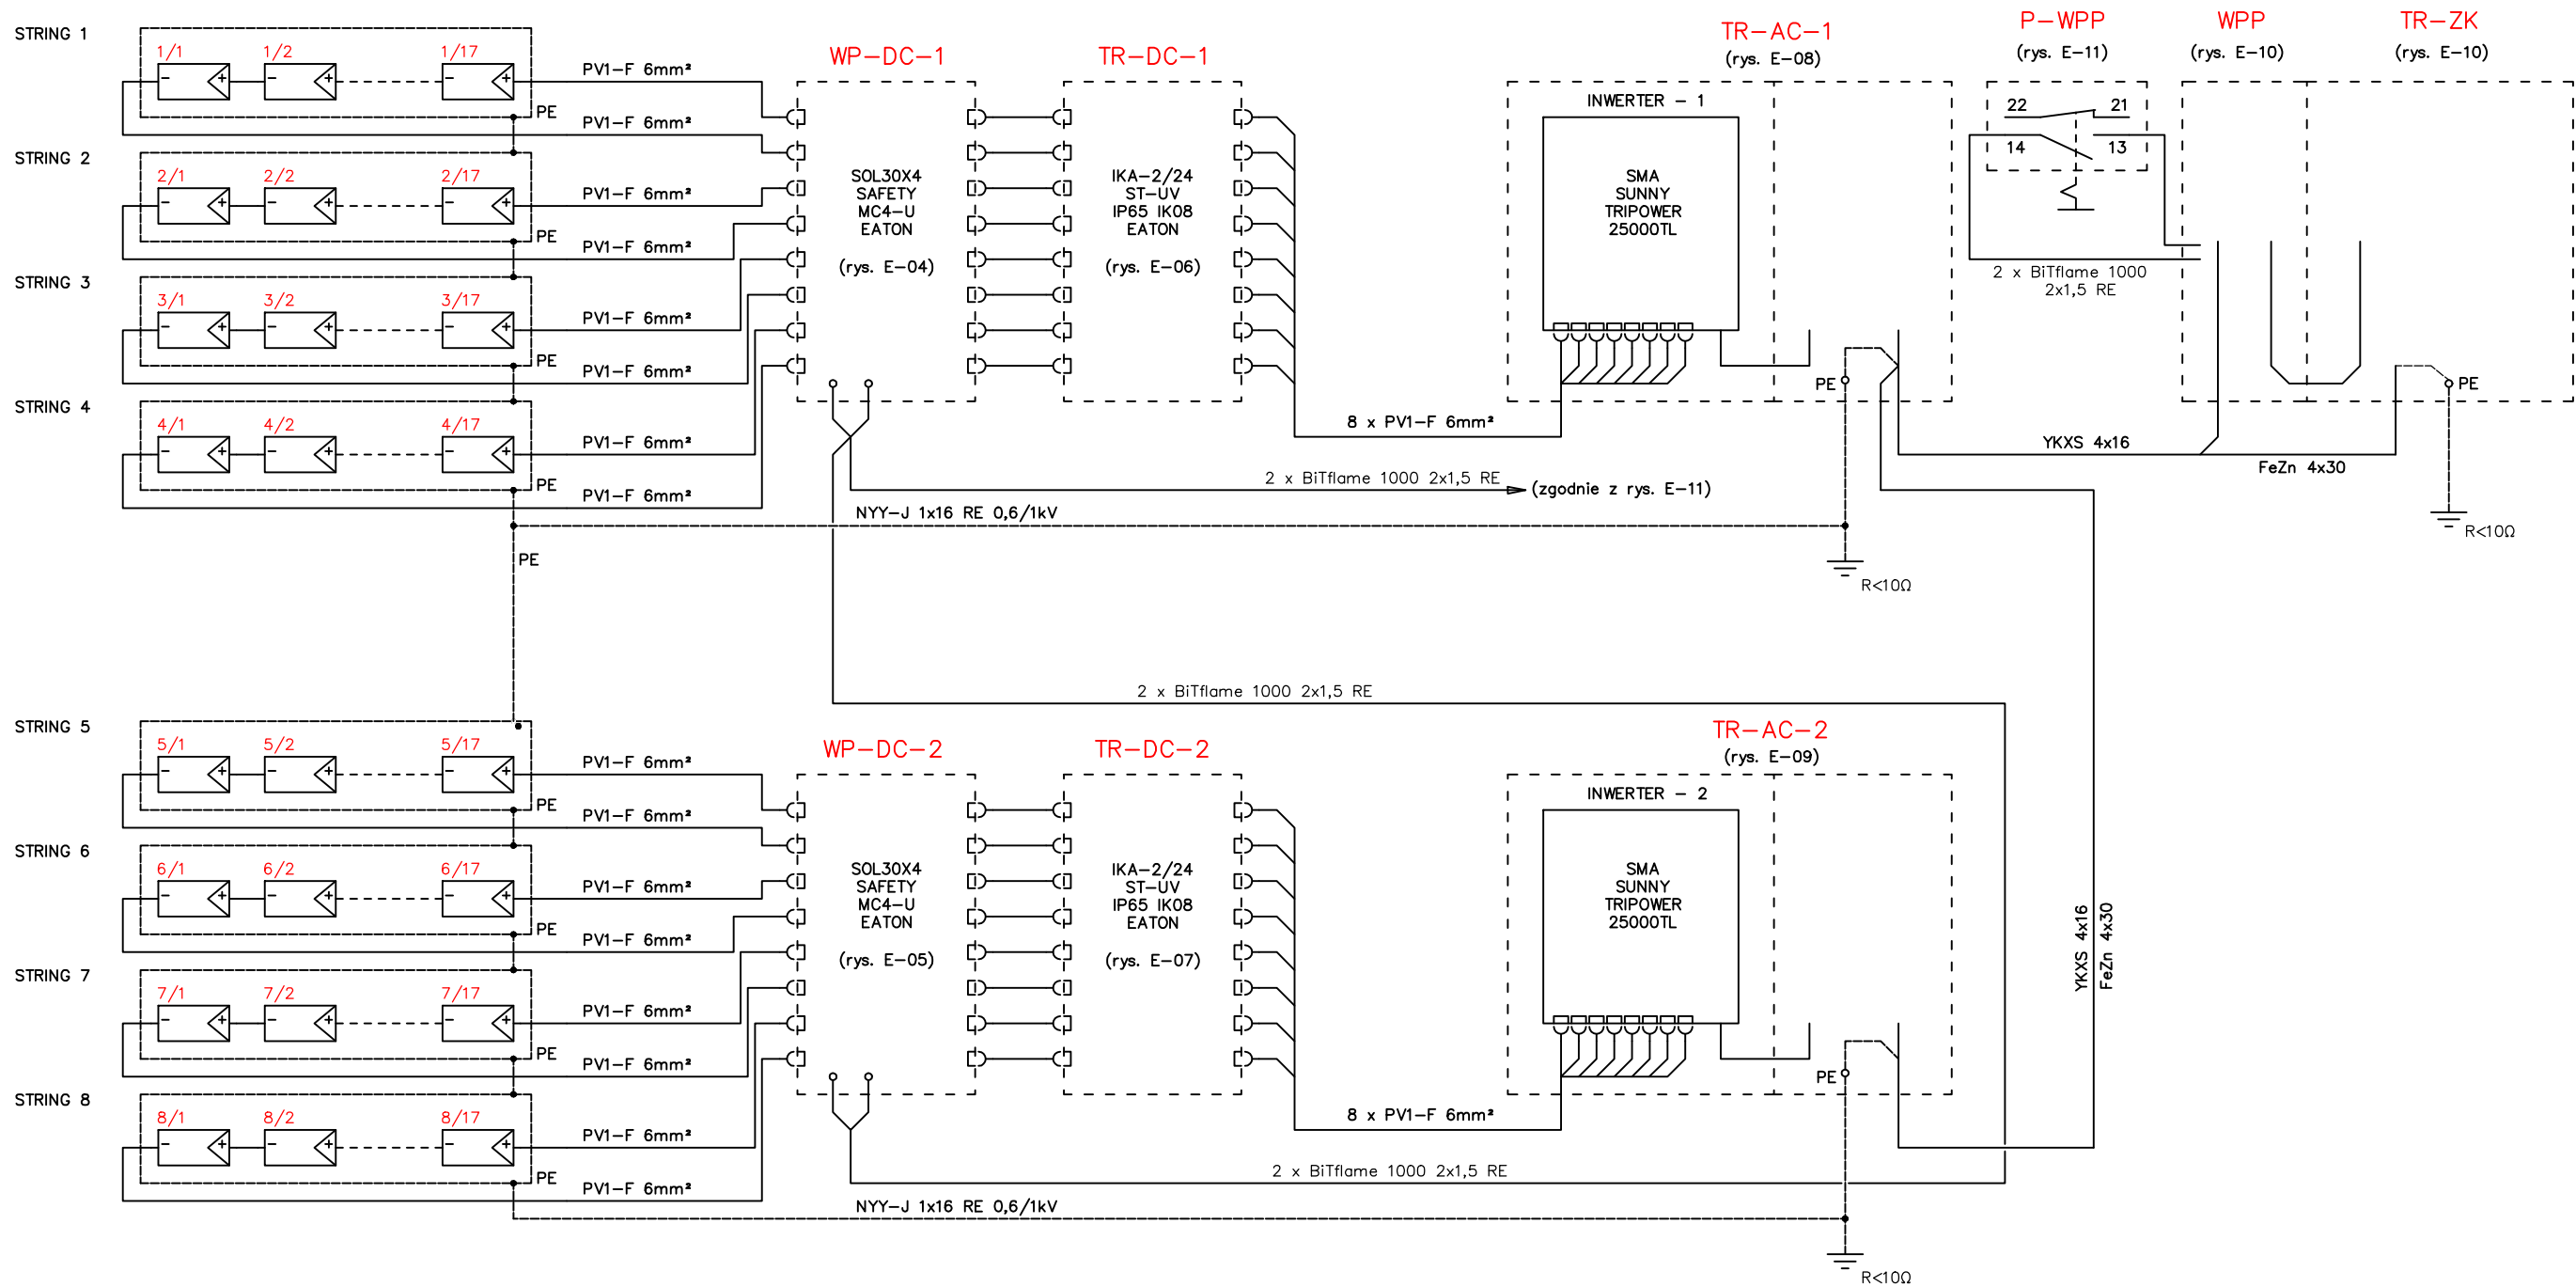 STRING 1
1/1 1/2 1/17
PV1-F 6mm²
PE
PV1-F 6mm²
STRING 2
2/1 2/2 2/17
PV1-F 6mm²
PE
PV1-F 6mm²
STRING 3
3/1 3/2 3/17
PV1-F 6mm²
PE
PV1-F 6mm²
STRING 4
4/1 4/2 4/17
PV1-F 6mm²
PE
PV1-F 6mm²
PE
WP-DC-1
SOL30X4
SAFETY
MC4-U
EATON
(rys. E-04)
TR-DC-1
IKA-2/24
ST-UV
IP65 IK08
EATON
(rys. E-06)
8 x PV1-F 6mm²
2 x BiTflame 1000 2x1,5 RE
(zgodnie z rys. E-11)
NYY-J 1x16 RE 0,6/1kV
TR-AC-1
(rys. E-08)
INWERTER - 1
SMA
SUNNY
TRIPOWER
25000TL
PE
R<10Ω
P-WPP
(rys. E-11)
22 21
14 13
2 x BiTflame 1000
2x1,5 RE
WPP
(rys. E-10)
TR-ZK
(rys. E-10)
PE
YKXS 4x16
FeZn 4x30
R<10Ω
2 x BiTflame 1000 2x1,5 RE
STRING 5
5/1 5/2 5/17
PV1-F 6mm²
PE
PV1-F 6mm²
STRING 6
6/1 6/2 6/17
PV1-F 6mm²
PE
PV1-F 6mm²
STRING 7
7/1 7/2 7/17
PV1-F 6mm²
PE
PV1-F 6mm²
STRING 8
8/1 8/2 8/17
PV1-F 6mm²
PE
PV1-F 6mm²
WP-DC-2
SOL30X4
SAFETY
MC4-U
EATON
(rys. E-05)
TR-DC-2
IKA-2/24
ST-UV
IP65 IK08
EATON
(rys. E-07)
8 x PV1-F 6mm²
2 x BiTflame 1000 2x1,5 RE
NYY-J 1x16 RE 0,6/1kV
TR-AC-2
(rys. E-09)
INWERTER - 2
SMA
SUNNY
TRIPOWER
25000TL
PE
R<10Ω
YKXS 4x16
FeZn 4x30